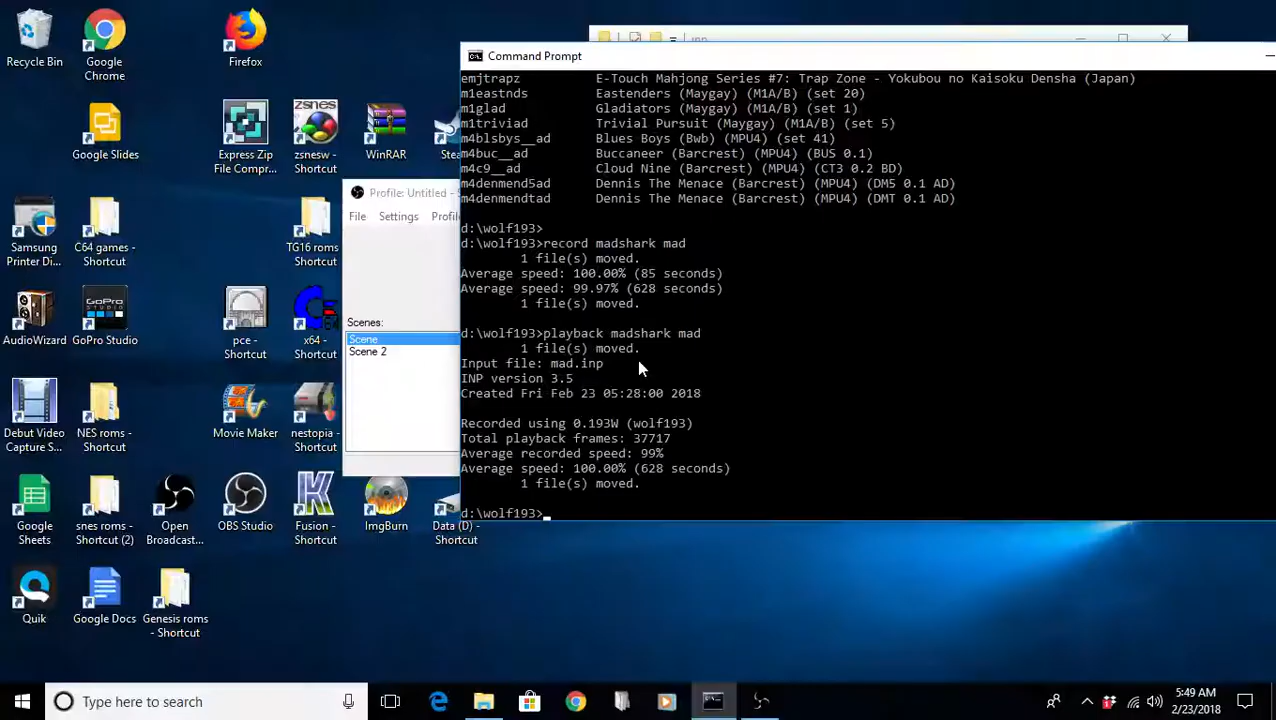 Recycle Bin
Google
Chrome
Firefox
Google Slides
Express Zip
File Compr...
zsnesw -
Shortcut
WinRAR
Stea
Samsung
Printer Di...
C64 games -
Shortcut
TG16 roms -
Shortcut
AudioWizard
GoPro Studio
pce -
Shortcut
x64 -
Shortcut
Debut Video
Capture S...
NES roms -
Shortcut
Movie Maker
nestopia -
Shortcut
Google
Sheets
snes roms -
Shortcut (2)
Open
Broadcast...
OBS Studio
Fusion -
Shortcut
ImgBurn
Data (D) -
Shortcut
Quik
Google Docs
Genesis roms
- Shortcut
Profile: Untitled - S
File Settings Profil
Scenes:
Scene
Scene 2
Command Prompt
emjtrapz E-Touch Mahjong Series #7: Trap Zone - Yokubou no Kaisoku Densha (Japan)
m1eastnds Eastenders (Maygay) (M1A/B) (set 20)
m1glad Gladiators (Maygay) (M1A/B) (set 1)
m1triviad Trivial Pursuit (Maygay) (M1A/B) (set 5)
m4blsbys__ad Blues Boys (Bwb) (MPU4) (set 41)
m4buc__ad Buccaneer (Barcrest) (MPU4) (BUS 0.1)
m4c9__ad Cloud Nine (Barcrest) (MPU4) (CT3 0.2 BD)
m4denmend5ad Dennis The Menace (Barcrest) (MPU4) (DM5 0.1 AD)
m4denmendtad Dennis The Menace (Barcrest) (MPU4) (DMT 0.1 AD)
d:\wolf193>
d:\wolf193>record madshark mad
1 file(s) moved.
Average speed: 100.00% (85 seconds)
Average speed: 99.97% (628 seconds)
1 file(s) moved.
d:\wolf193>playback madshark mad
1 file(s) moved.
Input file: mad.inp
INP version 3.5
Created Fri Feb 23 05:28:00 2018
Recorded using 0.193W (wolf193)
Total playback frames: 37717
Average recorded speed: 99%
Average speed: 100.00% (628 seconds)
1 file(s) moved.
d:\wolf193>_
Type here to search
5:49 AM
2/23/2018